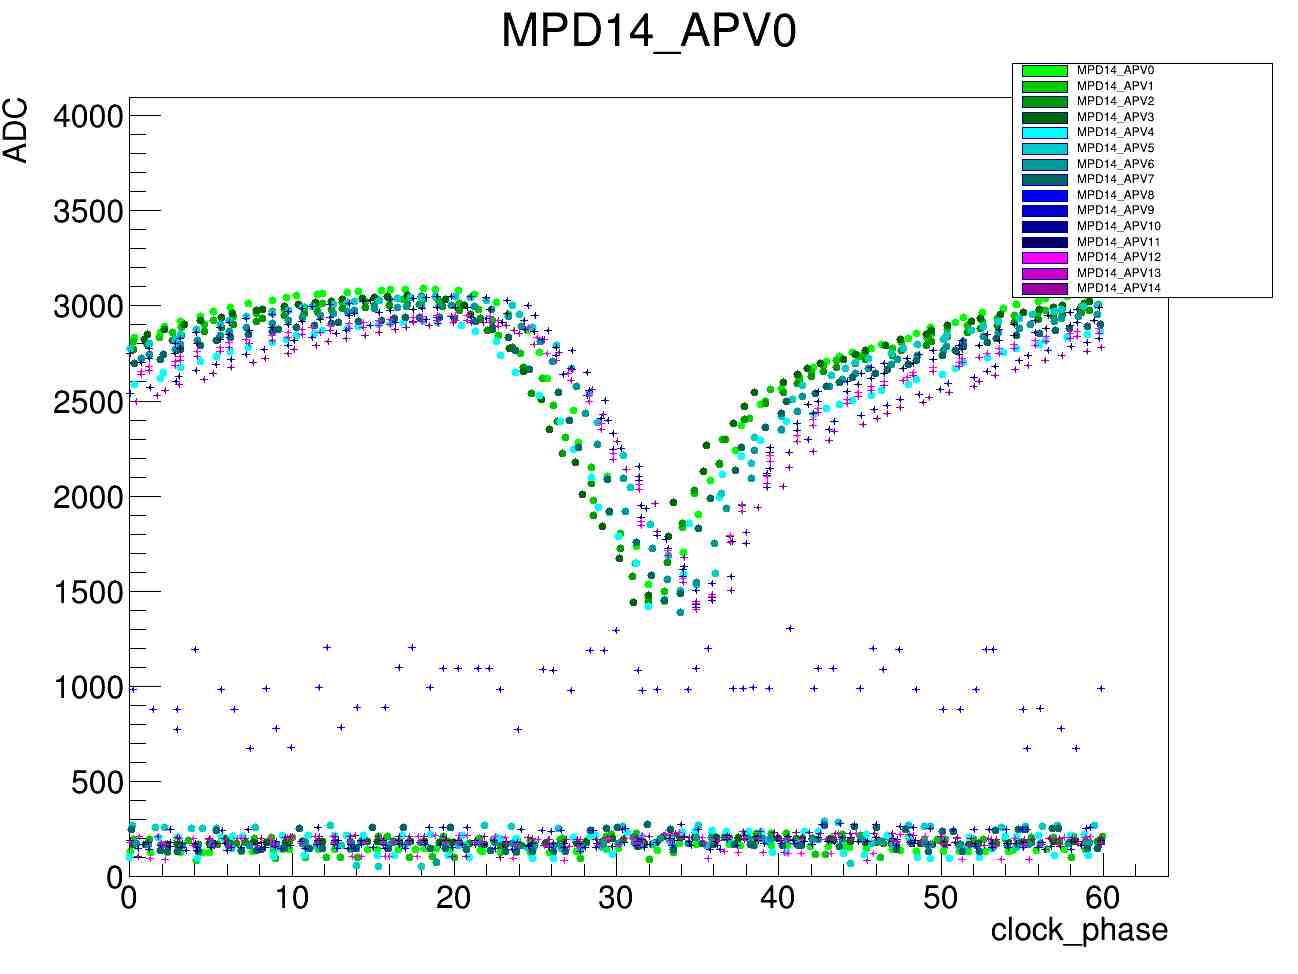 MPD14_APV0
ADC
4000
3500
3000
2500
2000
1500
1000
500
0
0 10 20 30 40 50 60
clock_phase
MPD14_APV0
MPD14_APV1
MPD14_APV2
MPD14_APV3
MPD14_APV4
MPD14_APV5
MPD14_APV6
MPD14_APV7
MPD14_APV8
MPD14_APV9
MPD14_APV10
MPD14_APV11
MPD14_APV12
MPD14_APV13
MPD14_APV14